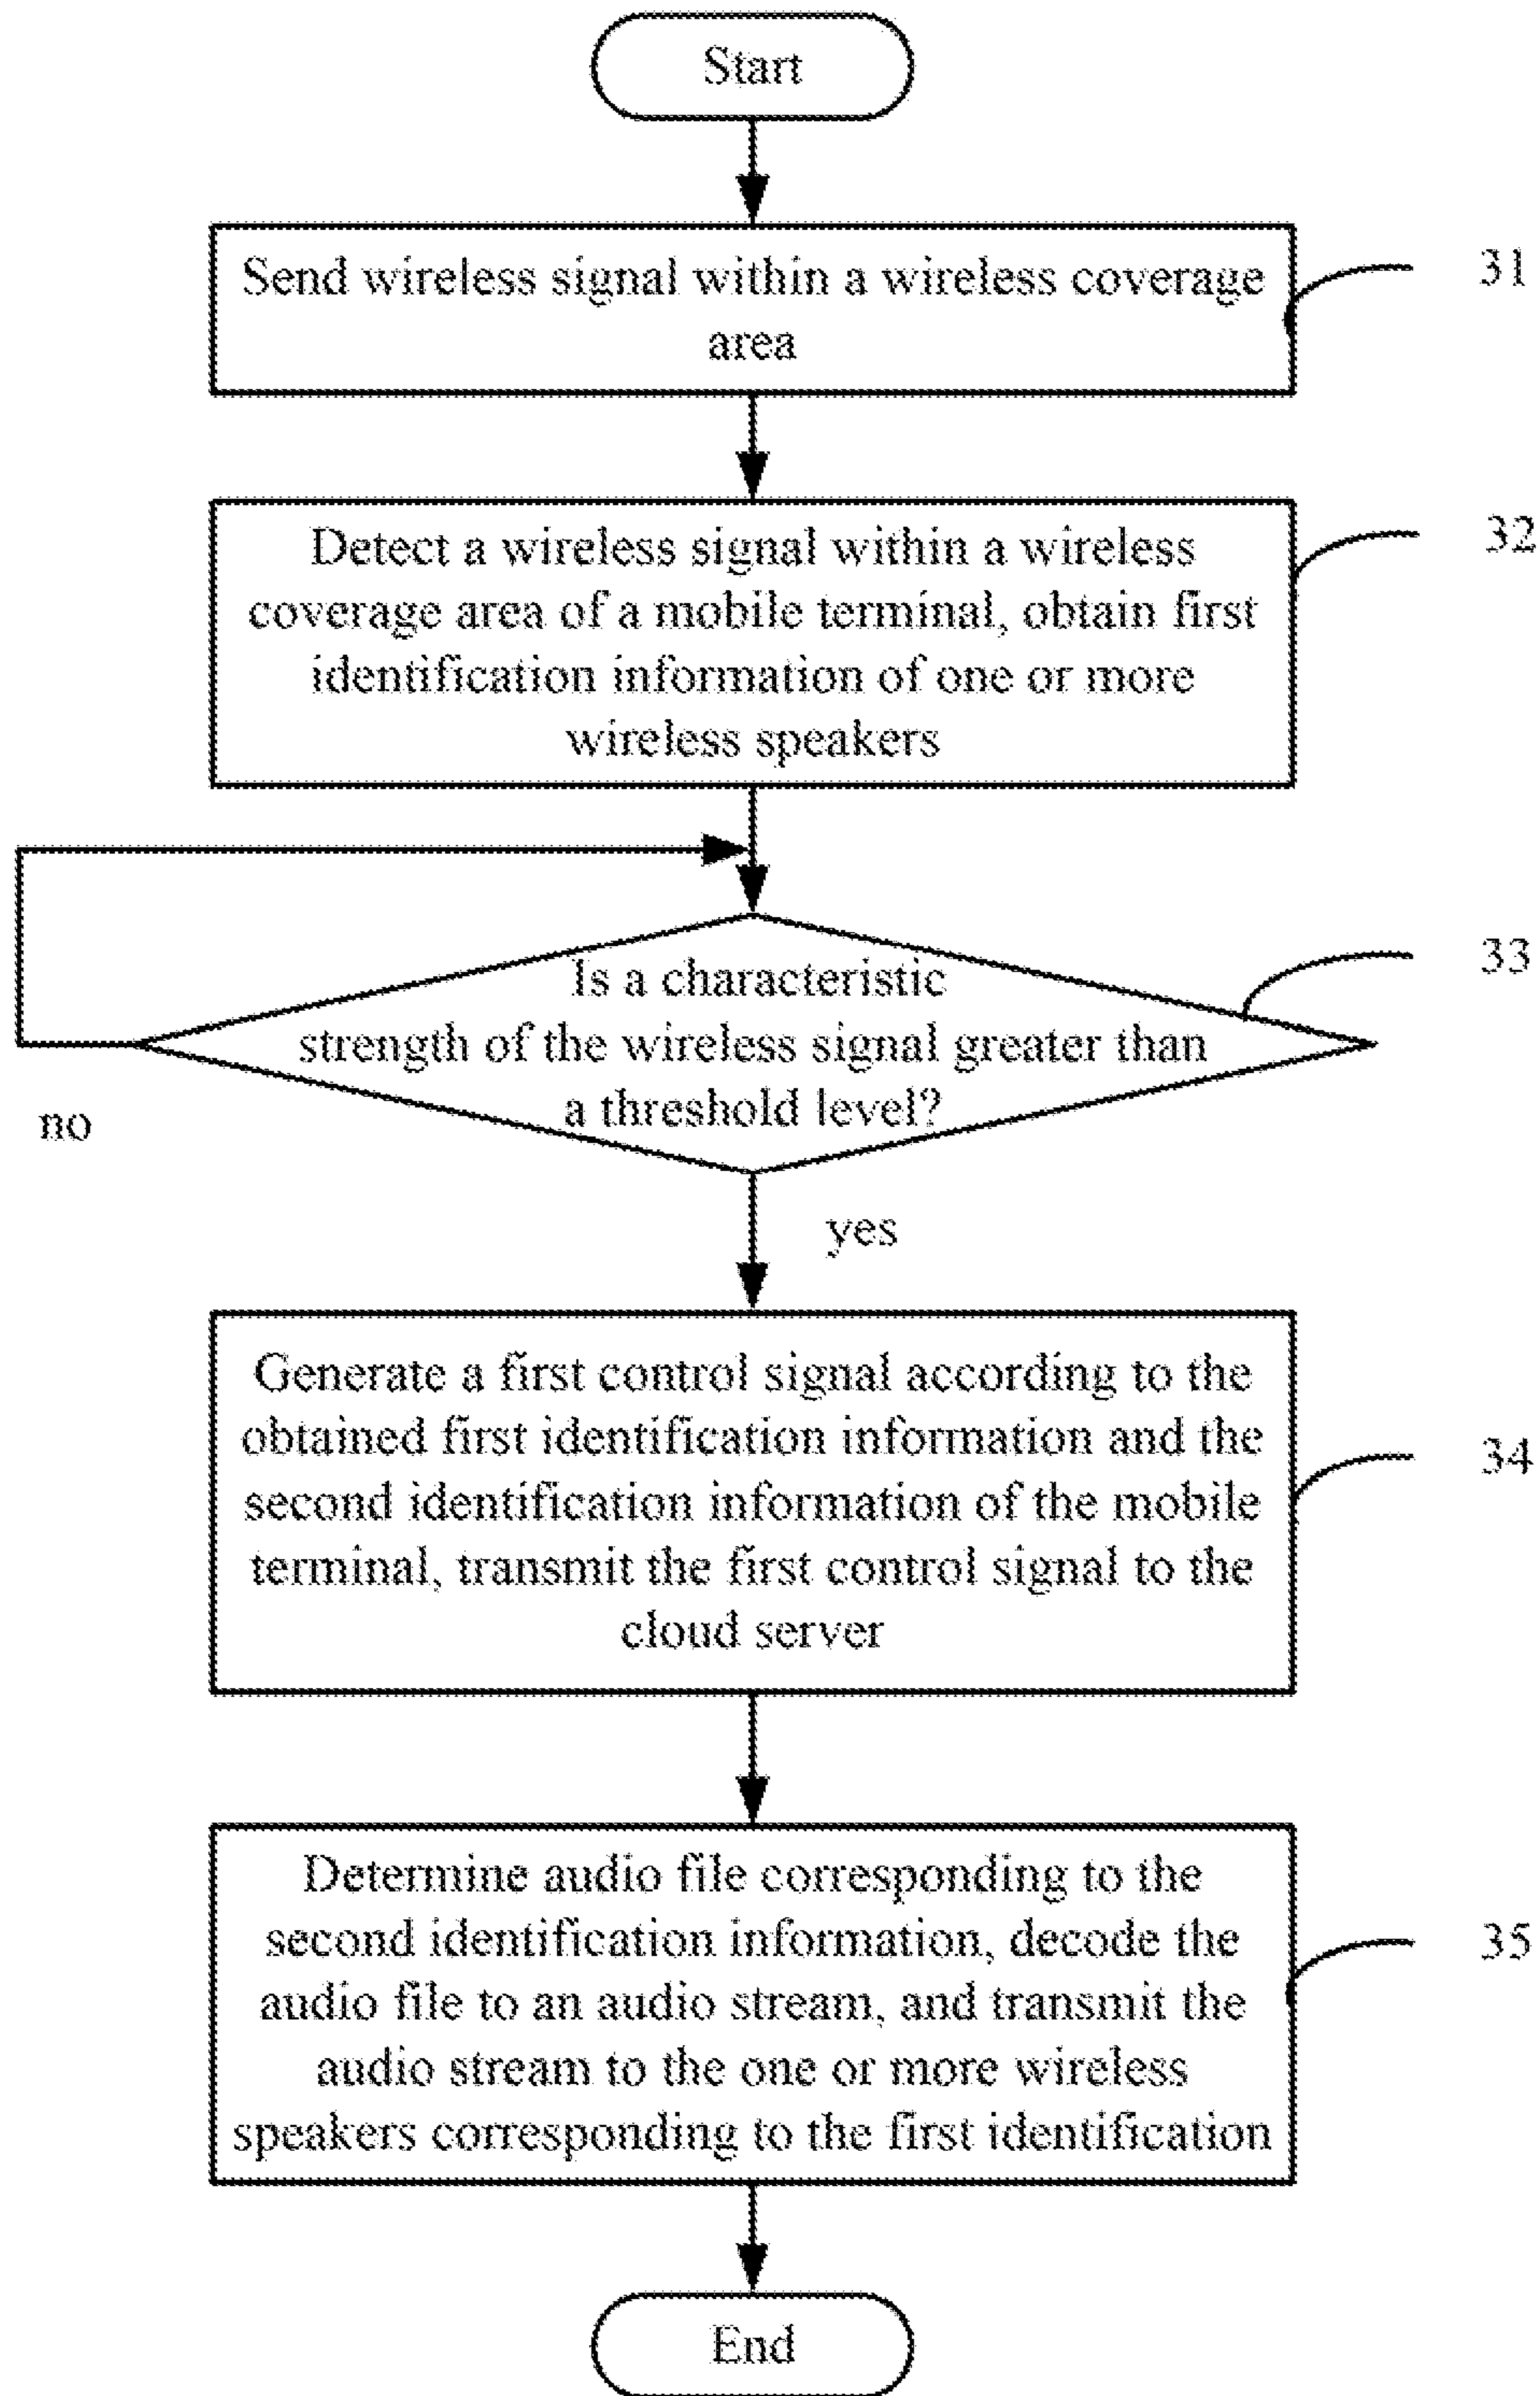 Start
Send wireless signal within a wireless coverage
area
31
Detect a wireless signal within a wireless
coverage area of a mobile terminal, obtain first
identification information of one or more
wireless speakers
32
Is a characteristic
strength of the wireless signal greater than
a threshold level?
33
no
yes
Generate a first control signal according to the
obtained first identification information and the
second identification information of the mobile
terminal, transmit the first control signal to the
cloud server
34
Determine audio file corresponding to the
second identification information, decode the
audio file to an audio stream, and transmit the
audio stream to the one or more wireless
speakers corresponding to the first identification
35
End